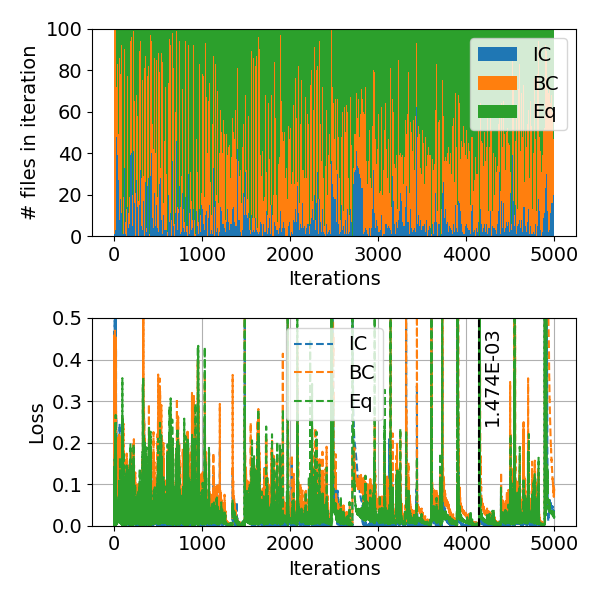 100
80
60
40
20
0
# files in iteration
IC
BC
Eq
0 1000 2000 3000 4000 5000
Iterations
0.5
0.4
0.3
0.2
0.1
0.0
Loss
IC
BC
Eq
1.474E-03
0 1000 2000 3000 4000 5000
Iterations